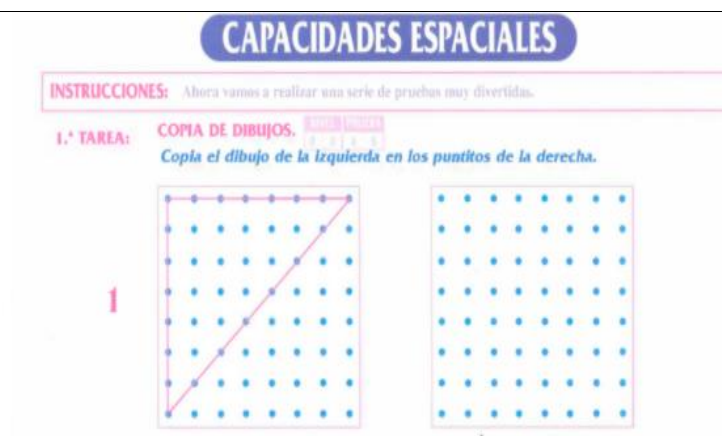 CAPACIDADES ESPACIALES
INSTRUCCIONES: Ahora vamos a realizar una serie de pruebas muy divertidas.
1.ª TAREA: COPIA DE DIBUJOS.
Copia el dibujo de la izquierda en los puntitos de la derecha.
1